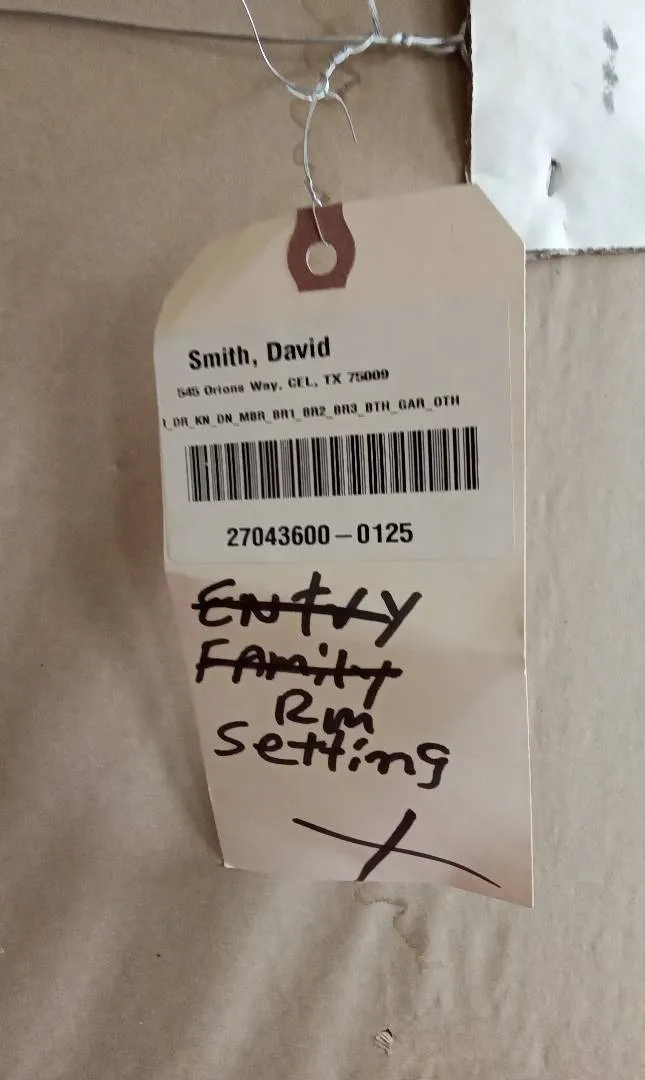 Smith, David
545 Orions Way, CEL, TX 75009
_DR_KN_DN_MBR_BR1_BR2_BR3_BTH_GAR_OTH
27043600-0125
ENtry
FAmily
Rm
Setting
X